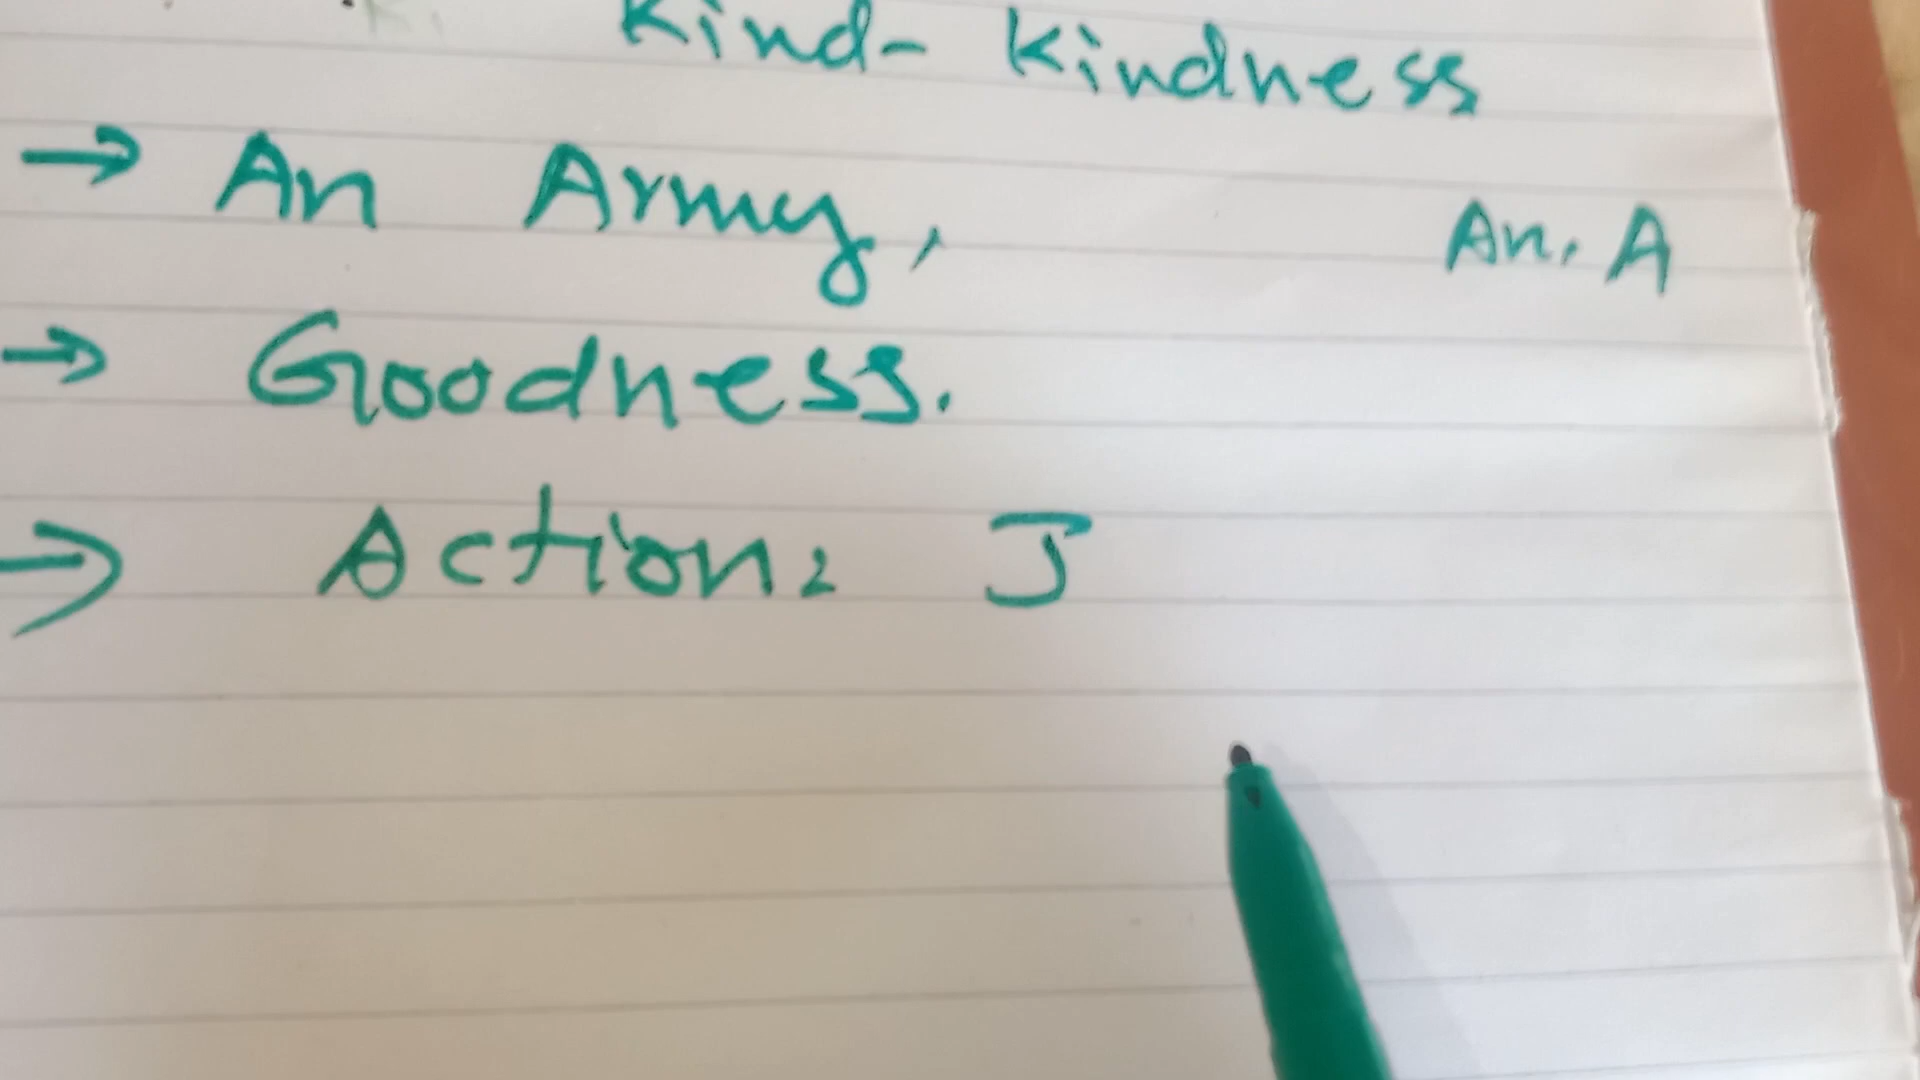 Kind- Kindness
→ An Army, An, A
→ Goodness.
→ Action: J